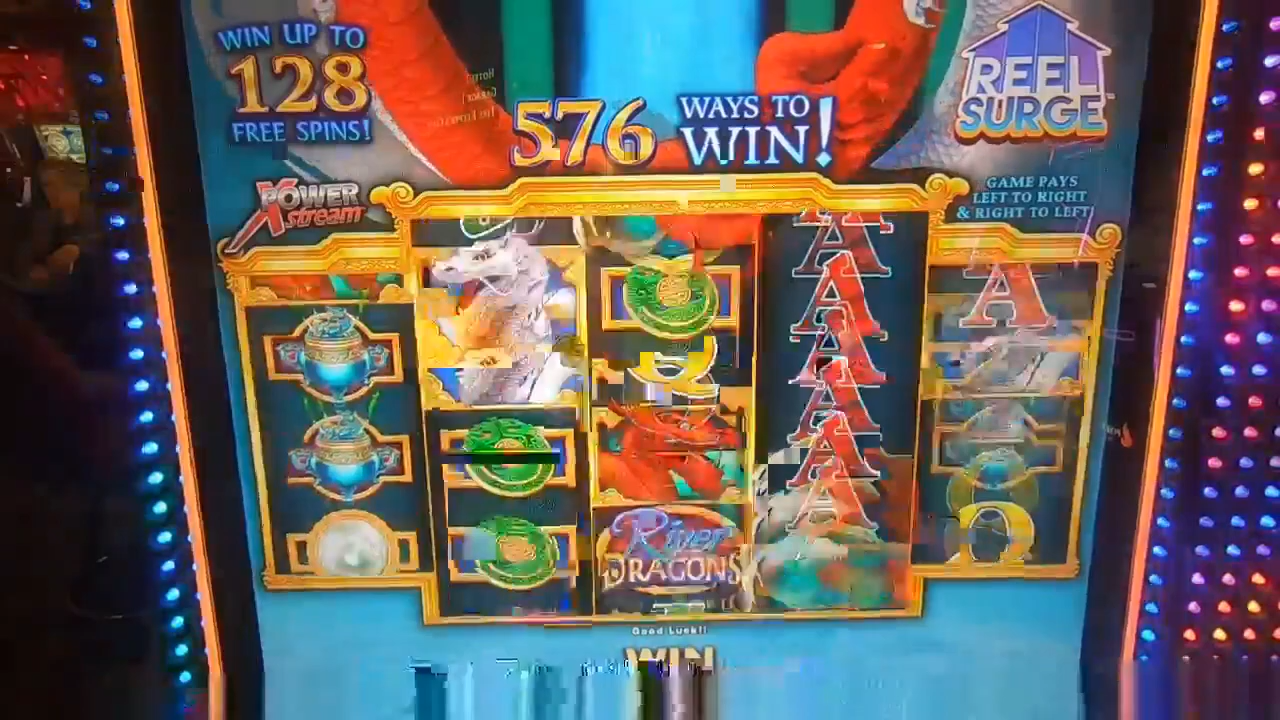 WIN UP TO
128
FREE SPINS!
576 WAYS TO
WIN!
REEL
SURGE
POWER
Xstream
GAME PAYS
LEFT TO RIGHT
& RIGHT TO LEFT
A
A
A
A
A
A
A
Q
Q
River
DRAGONS
Good Luck!!
WIN